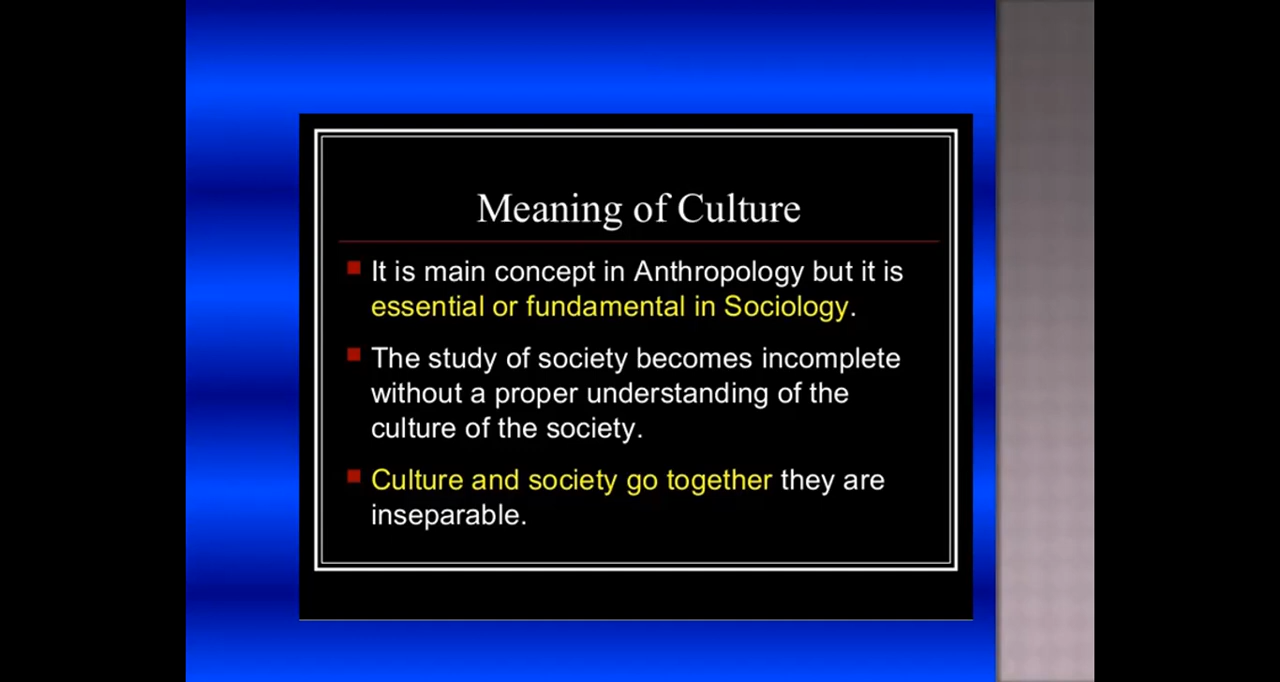 Meaning of Culture
It is main concept in Anthropology but it is
essential or fundamental in Sociology.
The study of society becomes incomplete
without a proper understanding of the
culture of the society.
Culture and society go together they are
inseparable.